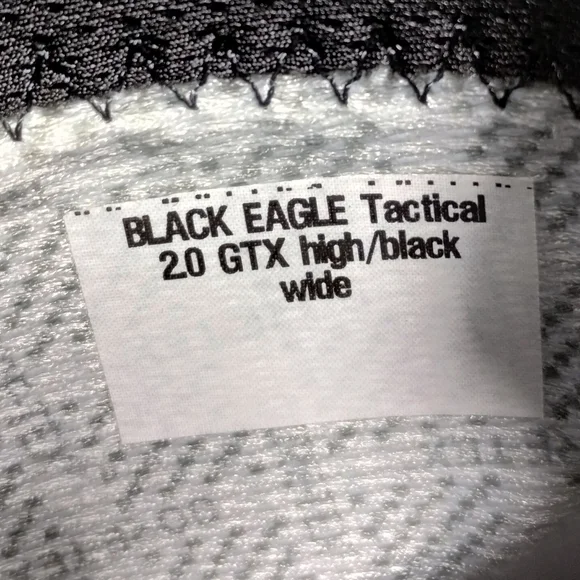 BLACK EAGLE Tactical
2.0 GTX high/black
wide